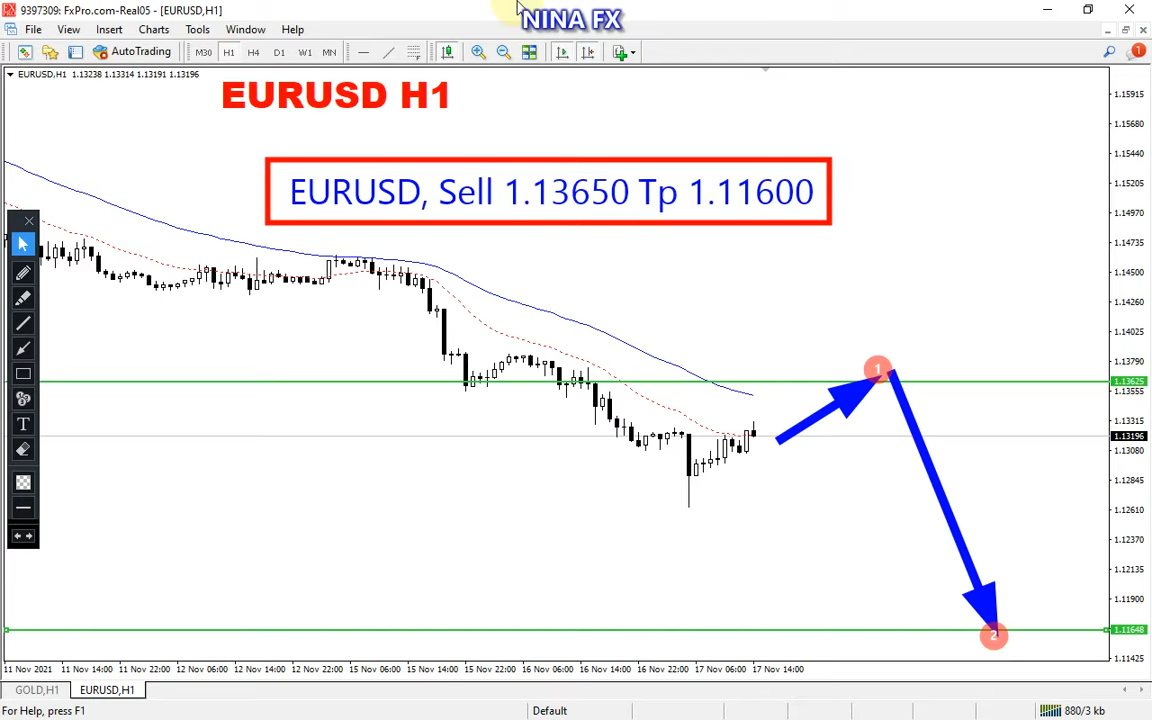 9397309: FxPro.com-Real05 - [EURUSD,H1]
NINA FX
File View Insert Charts Tools Window Help
AutoTrading M30 H1 H4 D1 W1 MN
1
EURUSD,H1 1.13238 1.13314 1.13191 1.13196
EURUSD H1
EURUSD, Sell 1.13650 Tp 1.11600
1.15915
1.15680
1.15440
1.15205
1.14970
1.14735
1.14500
1.14260
1.14025
1.13790
1.13625
1.13555
1.13315
1.13196
1.13080
1.12845
1.12610
1.12370
1.12135
1.11900
1.11648
1.11425
T
1
2
11 Nov 2021 11 Nov 14:00 11 Nov 22:00 12 Nov 06:00 12 Nov 14:00 12 Nov 22:00 15 Nov 06:00 15 Nov 14:00 15 Nov 22:00 16 Nov 06:00 16 Nov 14:00 16 Nov 22:00 17 Nov 06:00 17 Nov 14:00
GOLD,H1 EURUSD,H1
For Help, press F1 Default 880/3 kb